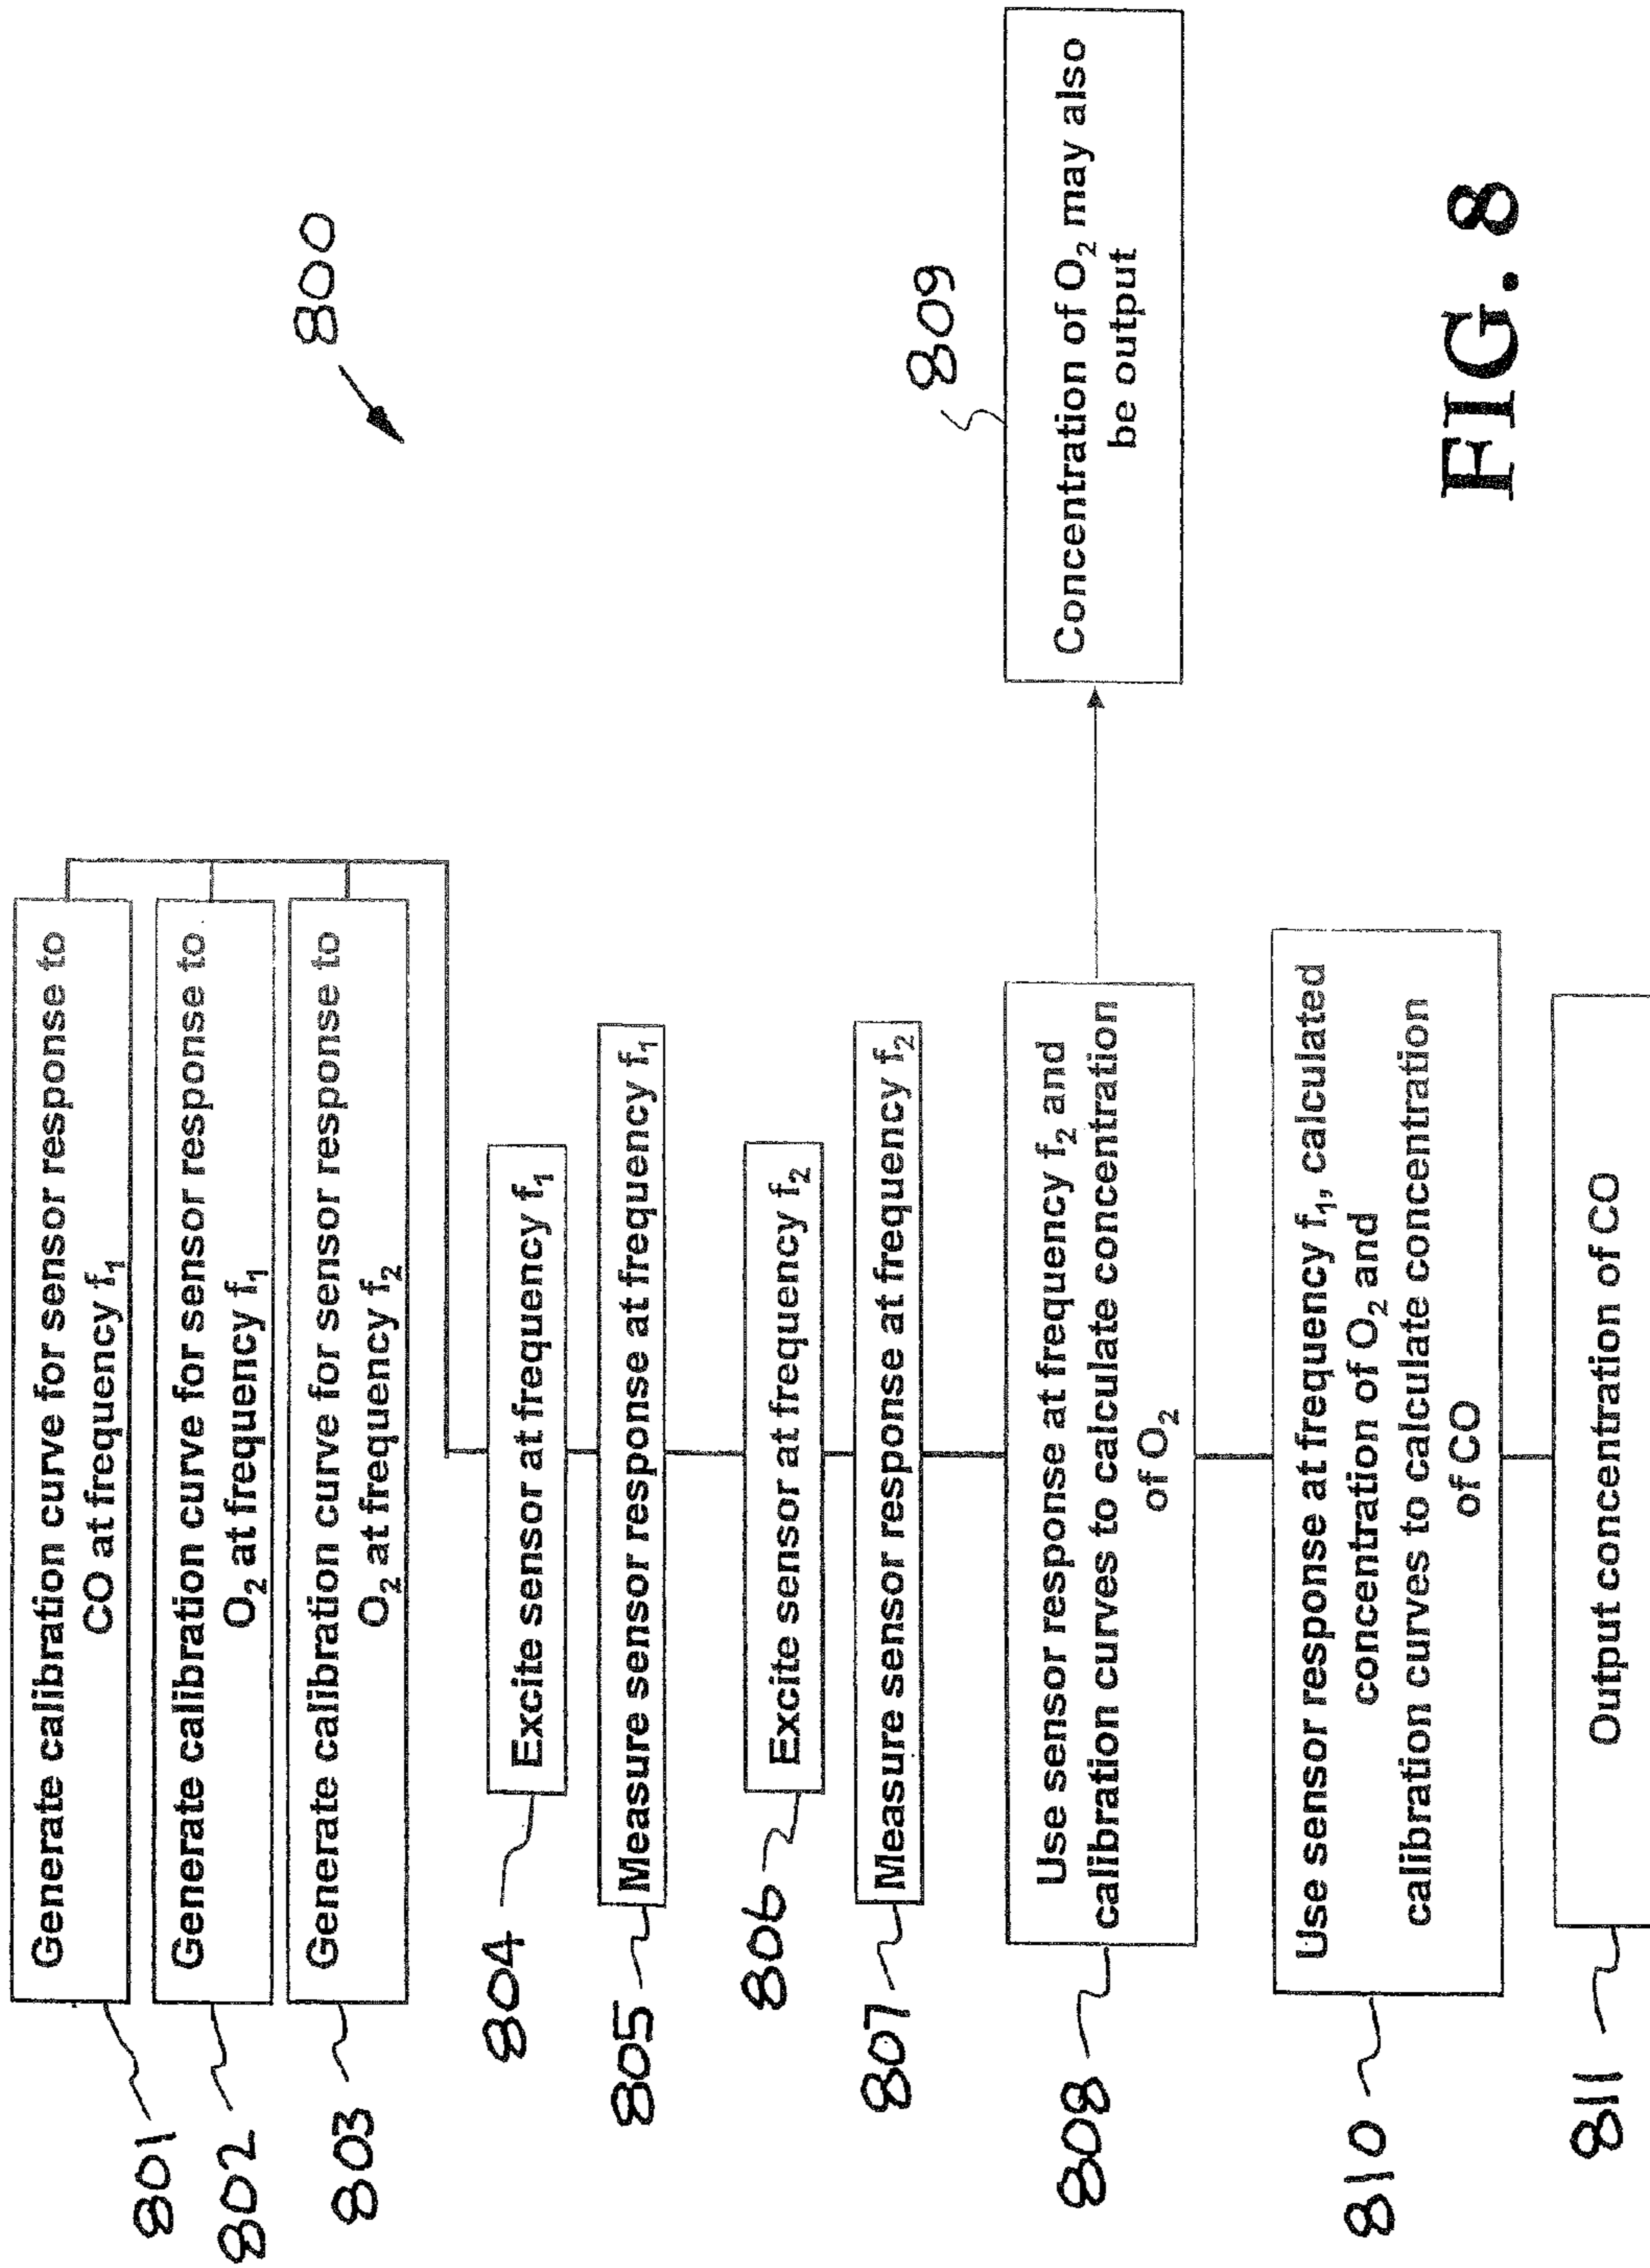 800
801
Generate calibration curve for sensor response to
CO at frequency f₁
802
Generate calibration curve for sensor response to
O₂ at frequency f₁
803
Generate calibration curve for sensor response to
O₂ at frequency f₂
804
Excite sensor at frequency f₁
805
Measure sensor response at frequency f₁
806
Excite sensor at frequency f₂
807
Measure sensor response at frequency f₂
808
Use sensor response at frequency f₂ and
calibration curves to calculate concentration
of O₂
809
Concentration of O₂ may also
be output
810
Use sensor response at frequency f₁, calculated
concentration of O₂ and
calibration curves to calculate concentration
of CO
811
Output concentration of CO
FIG. 8